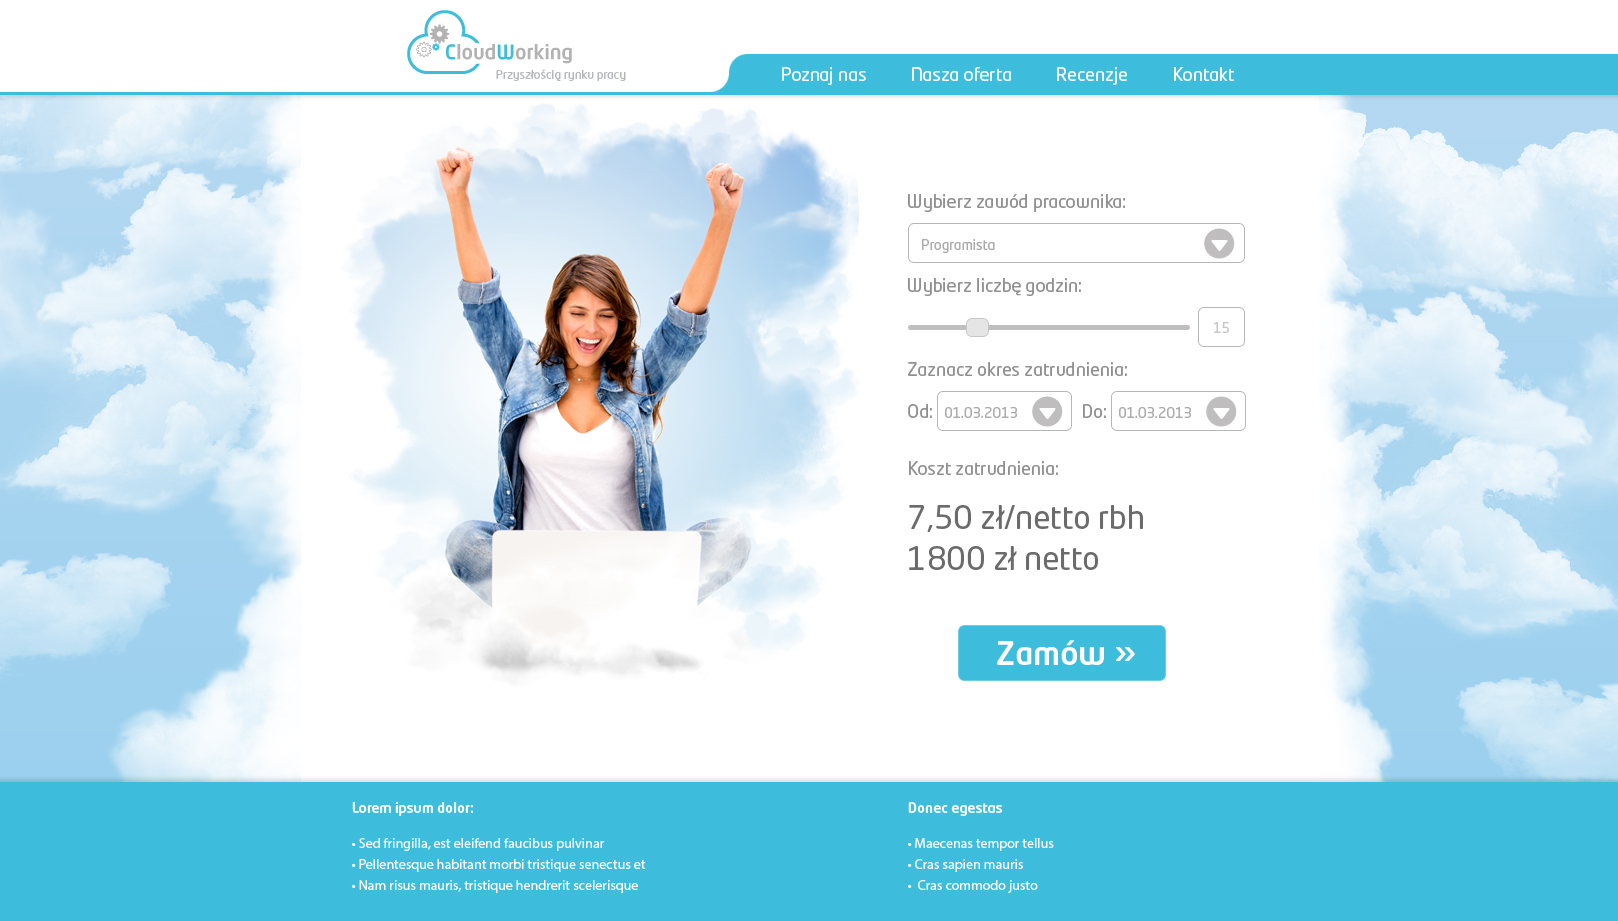 CloudWorking
Przyszłością rynku pracy
Poznaj nas
Nasza oferta
Recenzje
Kontakt
Wybierz zawód pracownika:
Programista
Wybierz liczbę godzin:
15
Zaznacz okres zatrudnienia:
Od: 01.03.2013 Do: 01.03.2013
Koszt zatrudnienia:
7,50 zł/netto rbh
1800 zł netto
Zamów »
Lorem ipsum dolor:
• Sed fringilla, est eleifend faucibus pulvinar
• Pellentesque habitant morbi tristique senectus et
• Nam risus mauris, tristique hendrerit scelerisque
Donec egestas
• Maecenas tempor tellus
• Cras sapien mauris
• Cras commodo justo